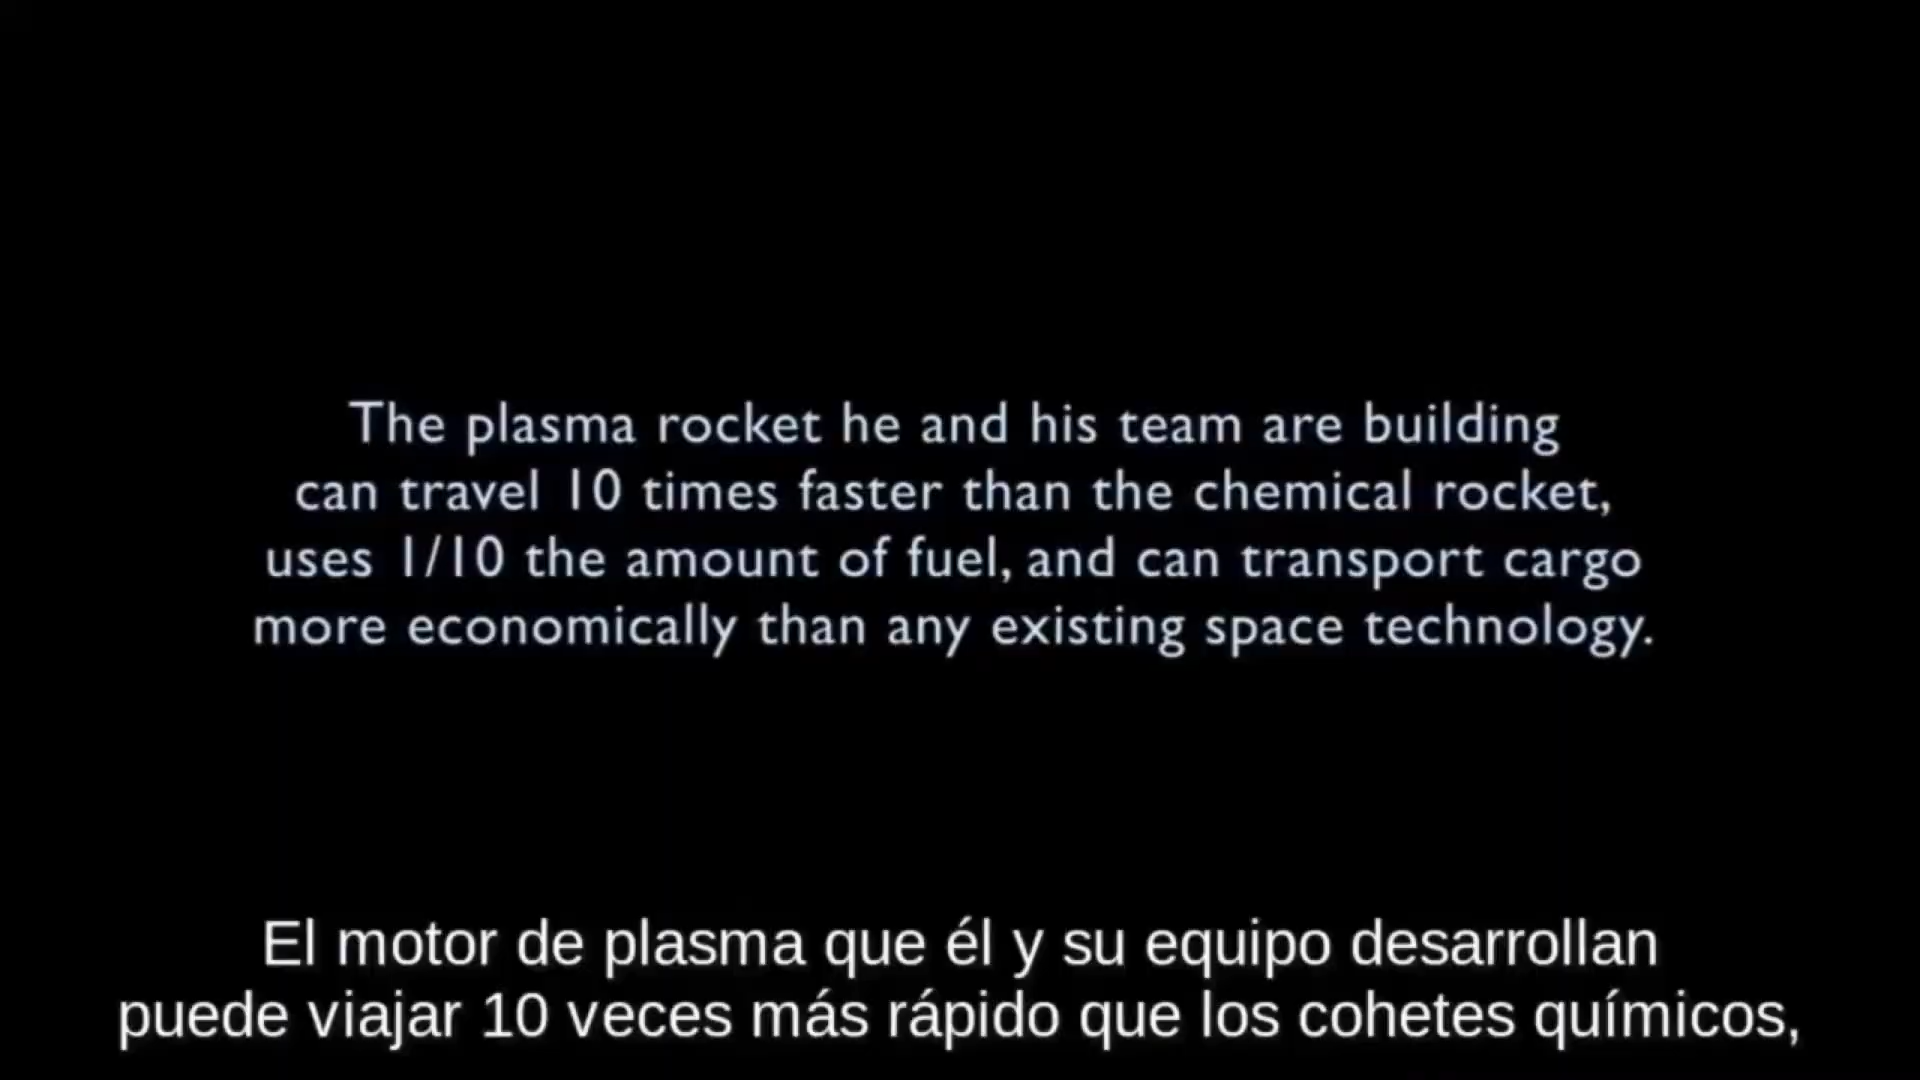 The plasma rocket he and his team are building
can travel 10 times faster than the chemical rocket,
uses 1/10 the amount of fuel, and can transport cargo
more economically than any existing space technology.
El motor de plasma que él y su equipo desarrollan
puede viajar 10 veces más rápido que los cohetes químicos,